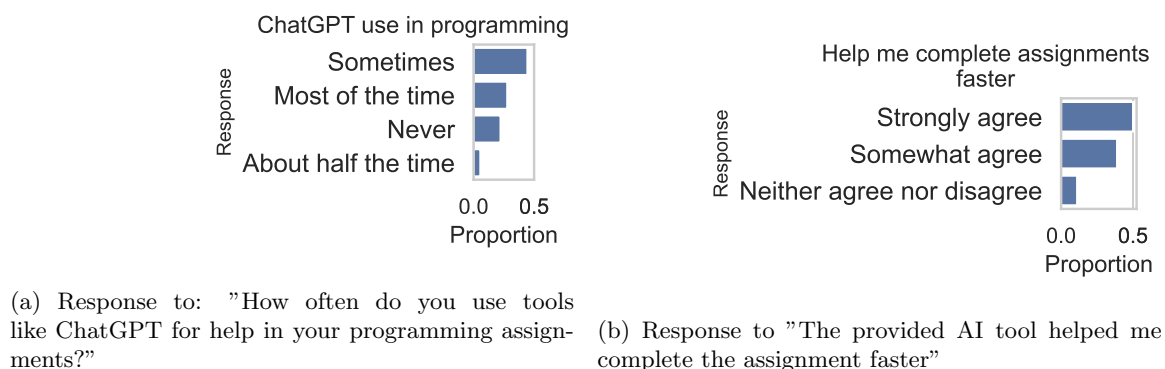 ChatGPT use in programming
Response
Sometimes
Most of the time
Never
About half the time
0.0 0.5
Proportion
(a) Response to: ”How often do you use tools
like ChatGPT for help in your programming assign-
ments?”
Help me complete assignments
faster
Response
Strongly agree
Somewhat agree
Neither agree nor disagree
0.0 0.5
Proportion
(b) Response to ”The provided AI tool helped me
complete the assignment faster”